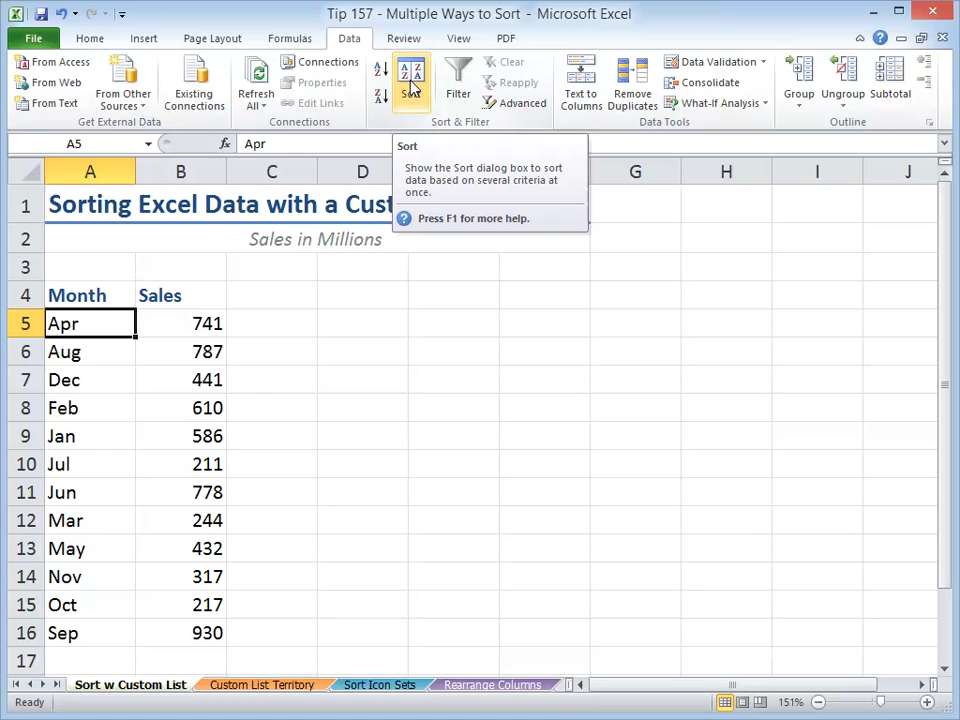 Tip 157 - Multiple Ways to Sort - Microsoft Excel
File Home Insert Page Layout Formulas Data Review View PDF
From Access
From Web
From Text
From Other Sources
Existing Connections
Get External Data
Refresh All
Connections
Properties
Edit Links
Connections
Sort
Filter
Clear
Reapply
Advanced
Sort & Filter
Text to Columns
Remove Duplicates
Data Validation
Consolidate
What-If Analysis
Data Tools
Group
Ungroup
Subtotal
Outline
A5 fx Apr
Sort
Show the Sort dialog box to sort
data based on several criteria at
once.
Press F1 for more help.
A B C D G H I J
1 Sorting Excel Data with a Cust
2 Sales in Millions
3
4 Month Sales
5 Apr 741
6 Aug 787
7 Dec 441
8 Feb 610
9 Jan 586
10 Jul 211
11 Jun 778
12 Mar 244
13 May 432
14 Nov 317
15 Oct 217
16 Sep 930
17
Sort w Custom List Custom List Territory Sort Icon Sets Rearrange Columns
Ready 151%